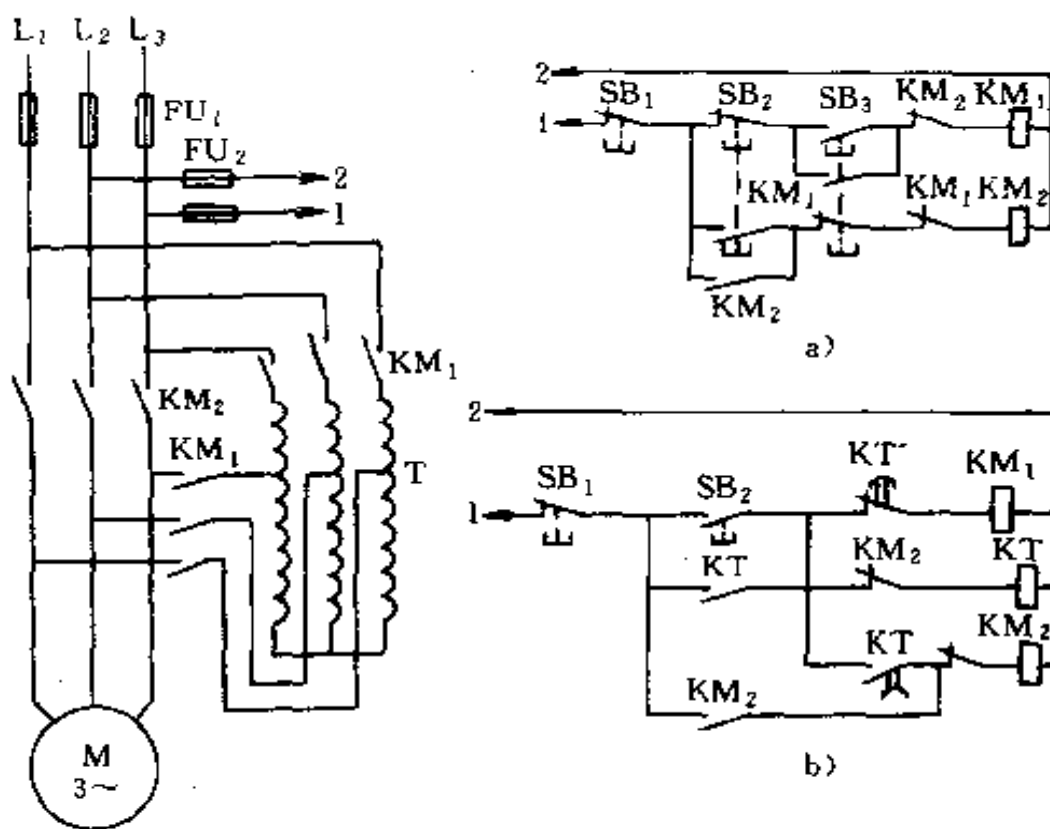 L₁ L₂ L₃
FU₁
FU₂
2
1
KM₁
KM₂
KM₁
T
M
3～
2
1
SB₁ SB₂ SB₃ KM₂ KM₁
KM₁ KM₁ KM₂
KM₂
a)
2
1
SB₁ SB₂ KT KM₁
KT KM₂ KT
KT KM₂
KM₂
b)